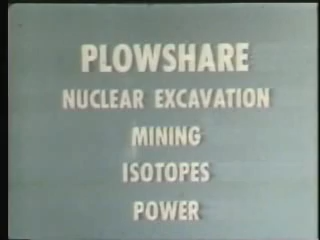 PLOWSHARE
NUCLEAR EXCAVATION
MINING
ISOTOPES
POWER